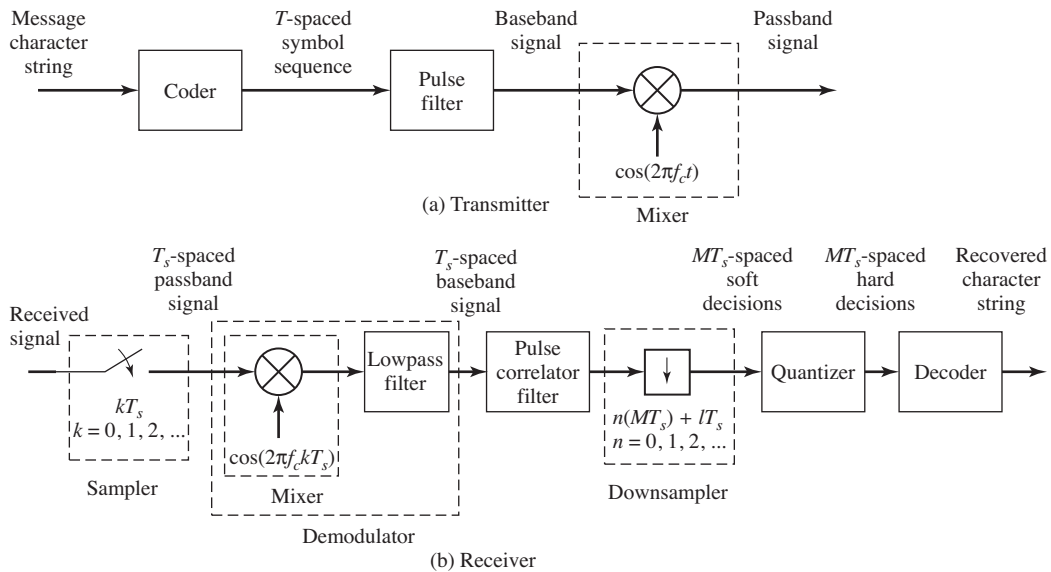 Message
character
string
T-spaced
symbol
sequence
Baseband
signal
Passband
signal
Coder
Pulse
filter
cos(2πf_c t)
(a) Transmitter
Mixer
Received
signal
T_s-spaced
passband
signal
T_s-spaced
baseband
signal
MT_s-spaced
soft
decisions
MT_s-spaced
hard
decisions
Recovered
character
string
Lowpass
filter
Pulse
correlator
filter
↓
Quantizer
Decoder
kT_s
k = 0, 1, 2, ...
cos(2πf_c kT_s)
n(MT_s) + lT_s
n = 0, 1, 2, ...
Sampler
Mixer
Downsampler
Demodulator
(b) Receiver